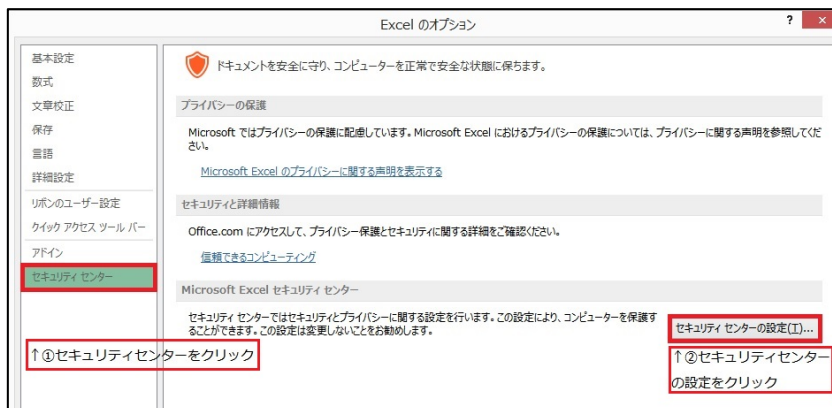 Excel のオプション
?
×
基本設定
数式
文章校正
保存
言語
詳細設定
リボンのユーザー設定
クイック アクセス ツール バー
アドイン
セキュリティ センター
↑①セキュリティセンターをクリック
ドキュメントを安全に守り、コンピューターを正常で安全な状態に保ちます。
プライバシーの保護
Microsoft ではプライバシーの保護に配慮しています。Microsoft Excel におけるプライバシーの保護については、プライバシーに関する声明を参照してくだ
さい。
Microsoft Excel のプライバシーに関する声明を表示する
セキュリティと詳細情報
Office.com にアクセスして、プライバシー保護とセキュリティに関する詳細をご確認ください。
信頼できるコンピューティング
Microsoft Excel セキュリティ センター
セキュリティ センターではセキュリティとプライバシーに関する設定を行います。この設定により、コンピューターを保護す
ることができます。この設定は変更しないことをお勧めします。
セキュリティ センターの設定(T)...
↑②セキュリティセンター
の設定をクリック